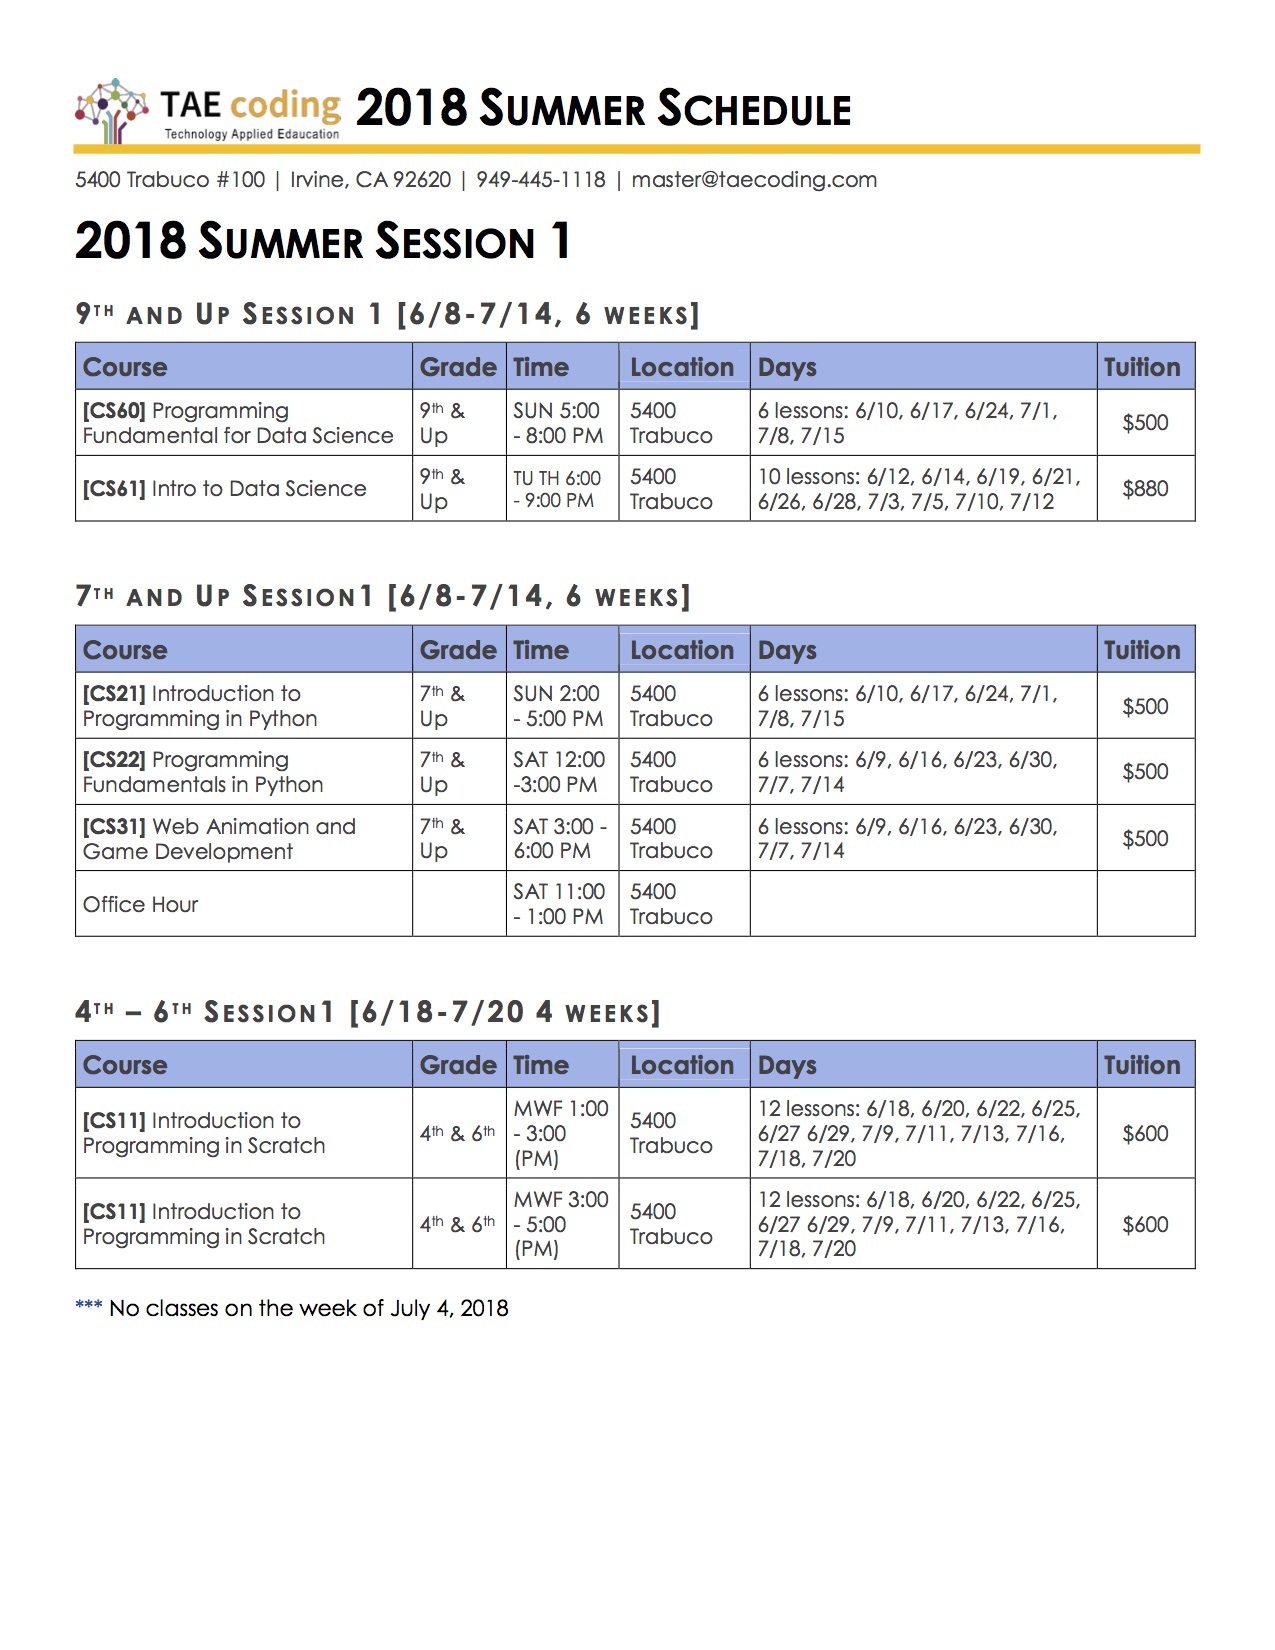 TAE coding 2018 SUMMER SCHEDULE
Technology Applied Edaucation
5400 Trabuco #100 | Irvine, CA 92620 | 949-445-1118 | master@taecoding.com
2018 SUMMER SESSION 1
9TH AND UP SESSION 1 [6/8-7/14, 6 WEEKS]
Course Grade Time Location Days Tuition
[CS60] Programming 9th & SUN 5:00 5400 6 lessons: 6/10, 6/17, 6/24, 7/1, $500
Fundamental for Data Science Up - 8:00 PM Trabuco 7/8, 7/15
[CS61] Intro to Data Science 9th & TU TH 6:00 5400 10 lessons: 6/12, 6/14, 6/19, 6/21, $880
Up - 9:00 PM Trabuco 6/26, 6/28, 7/3, 7/5, 7/10, 7/12
7TH AND UP SESSION1 [6/8-7/14, 6 WEEKS]
Course Grade Time Location Days Tuition
[CS21] Introduction to 7th & SUN 2:00 5400 6 lessons: 6/10, 6/17, 6/24, 7/1, $500
Programming in Python Up - 5:00 PM Trabuco 7/8, 7/15
[CS22] Programming 7th & SAT 12:00 5400 6 lessons: 6/9, 6/16, 6/23, 6/30, $500
Fundamentals in Python Up -3:00 PM Trabuco 7/7, 7/14
[CS31] Web Animation and 7th & SAT 3:00 - 5400 6 lessons: 6/9, 6/16, 6/23, 6/30, $500
Game Development Up 6:00 PM Trabuco 7/7, 7/14
Office Hour SAT 11:00 5400
- 1:00 PM Trabuco
4TH – 6TH SESSION1 [6/18-7/20 4 WEEKS]
Course Grade Time Location Days Tuition
[CS11] Introduction to 4th & 6th MWF 1:00 5400 12 lessons: 6/18, 6/20, 6/22, 6/25, $600
Programming in Scratch - 3:00 Trabuco 6/27 6/29, 7/9, 7/11, 7/13, 7/16,
(PM) 7/18, 7/20
[CS11] Introduction to 4th & 6th MWF 3:00 5400 12 lessons: 6/18, 6/20, 6/22, 6/25, $600
Programming in Scratch - 5:00 Trabuco 6/27 6/29, 7/9, 7/11, 7/13, 7/16,
(PM) 7/18, 7/20
*** No classes on the week of July 4, 2018